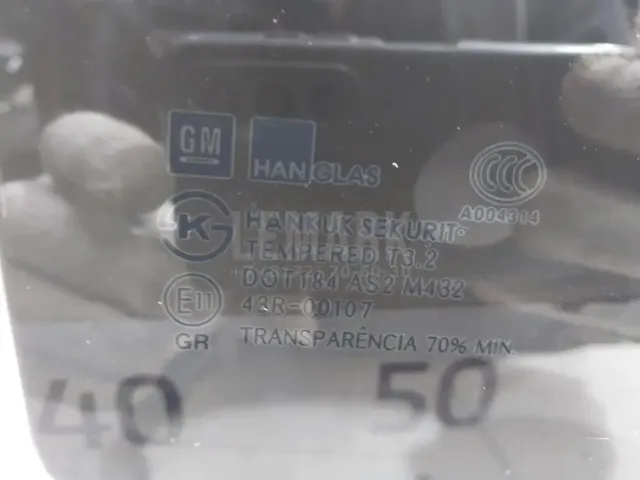 GM
HANGLAS
CCC
A004314
K
HANKUK SEKURIT
TEMPERED T3.2
DOT184 AS2 M432
E11
43R-00107
GR
TRANSPARÊNCIA 70% MIN.
40
50